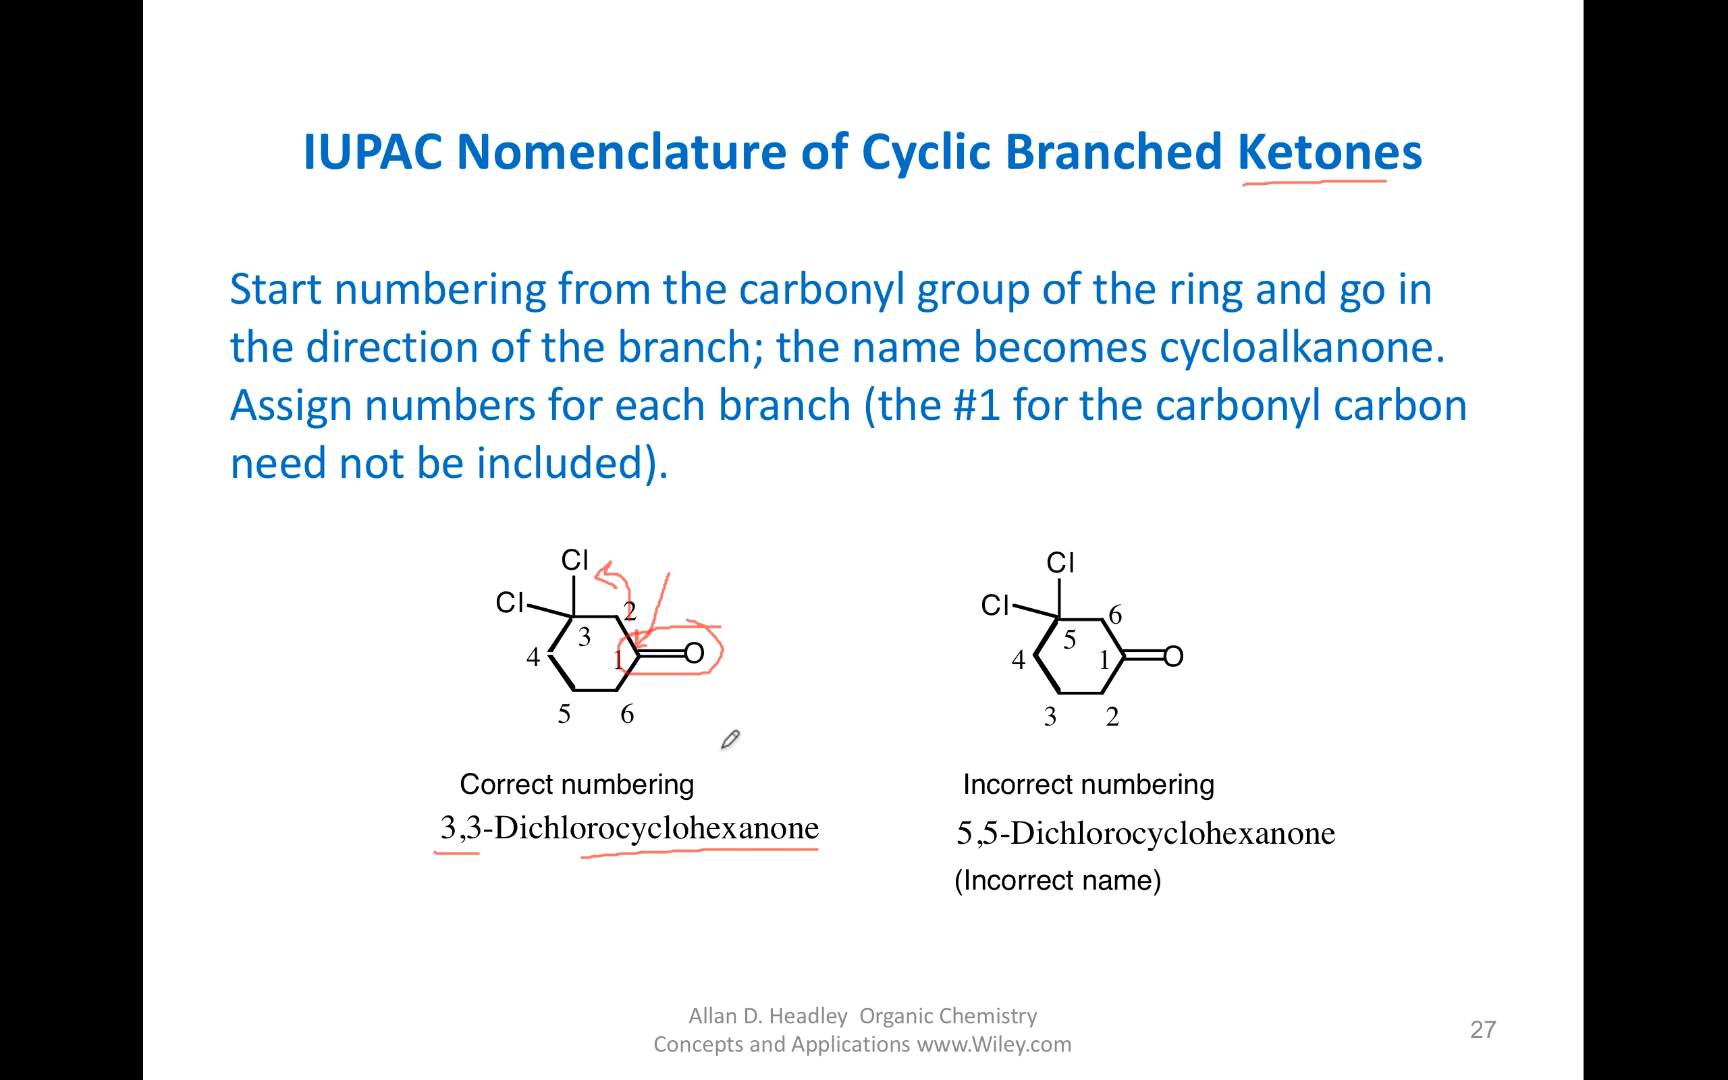 IUPAC Nomenclature of Cyclic Branched Ketones
Start numbering from the carbonyl group of the ring and go in
the direction of the branch; the name becomes cycloalkanone.
Assign numbers for each branch (the #1 for the carbonyl carbon
need not be included).
Cl
Cl
2
3
4
1
O
5
6
Correct numbering
3,3-Dichlorocyclohexanone
Cl
Cl
6
5
4
1
O
3
2
Incorrect numbering
5,5-Dichlorocyclohexanone
(Incorrect name)
Allan D. Headley Organic Chemistry
Concepts and Applications www.Wiley.com
27